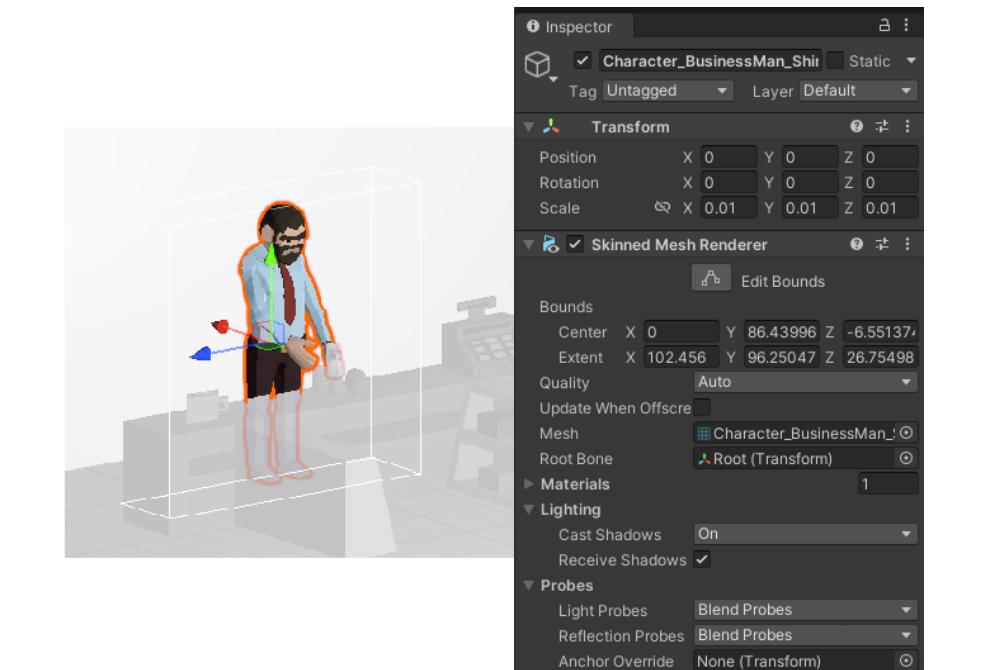 Inspector
Character_BusinessMan_Shir Static
Tag Untagged Layer Default
Transform
Position X 0 Y 0 Z 0
Rotation X 0 Y 0 Z 0
Scale X 0.01 Y 0.01 Z 0.01
Skinned Mesh Renderer
Edit Bounds
Bounds
Center X 0 Y 86.43996 Z -6.551374
Extent X 102.456 Y 96.25047 Z 26.75498
Quality Auto
Update When Offscre
Mesh Character_BusinessMan_S
Root Bone Root (Transform)
Materials 1
Lighting
Cast Shadows On
Receive Shadows
Probes
Light Probes Blend Probes
Reflection Probes Blend Probes
Anchor Override None (Transform)